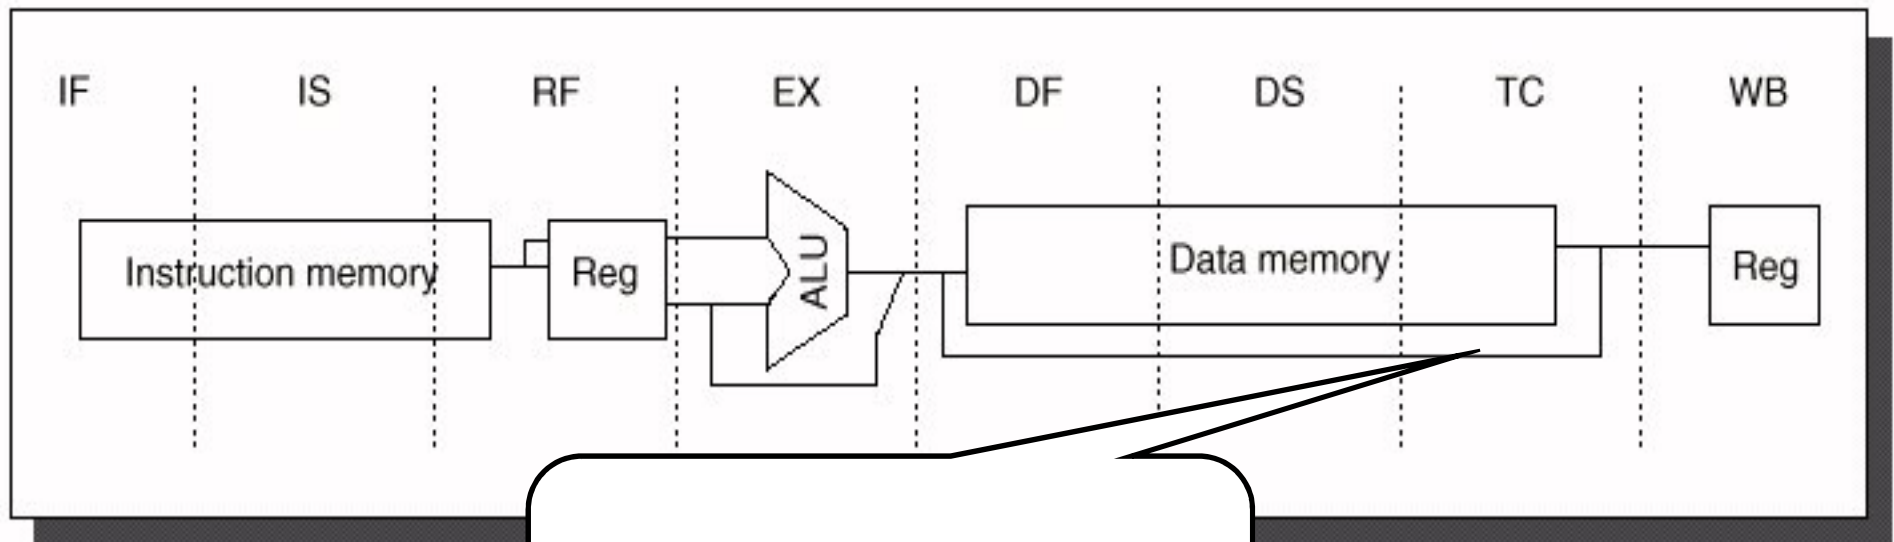 IF IS RF EX DF DS TC WB
Instruction memory Reg ALU Data memory Reg